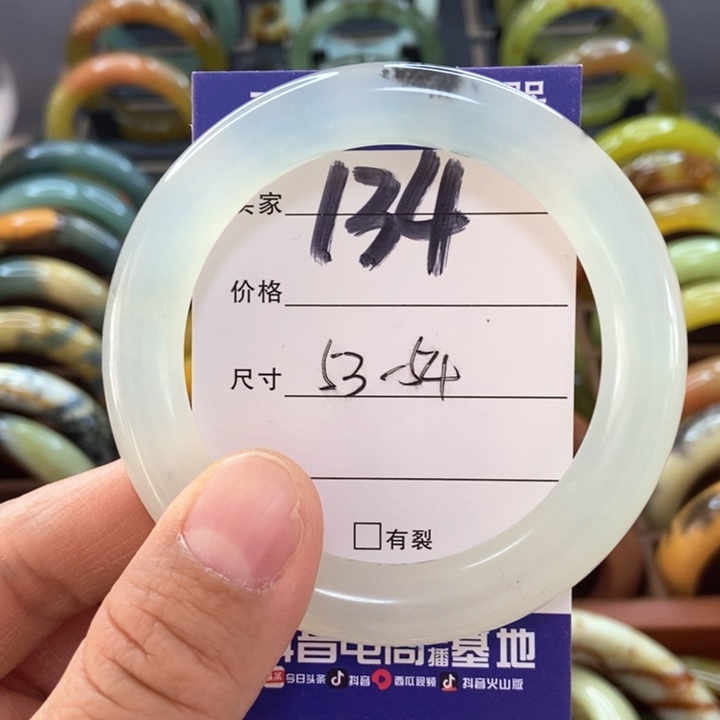 家 134
价格
尺寸 53-54
□有裂
抖音电商直播基地
今日头条 抖音 西瓜视频 抖音火山版